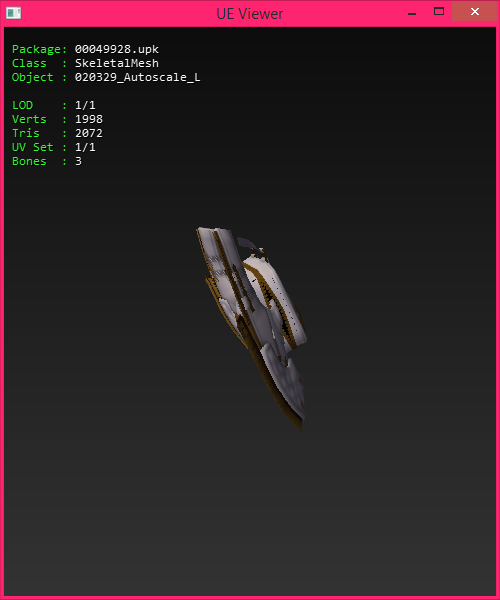 UE Viewer
Package: 00049928.upk
Class : SkeletalMesh
Object : 020329_Autoscale_L
LOD : 1/1
Verts : 1998
Tris : 2072
UV Set : 1/1
Bones : 3